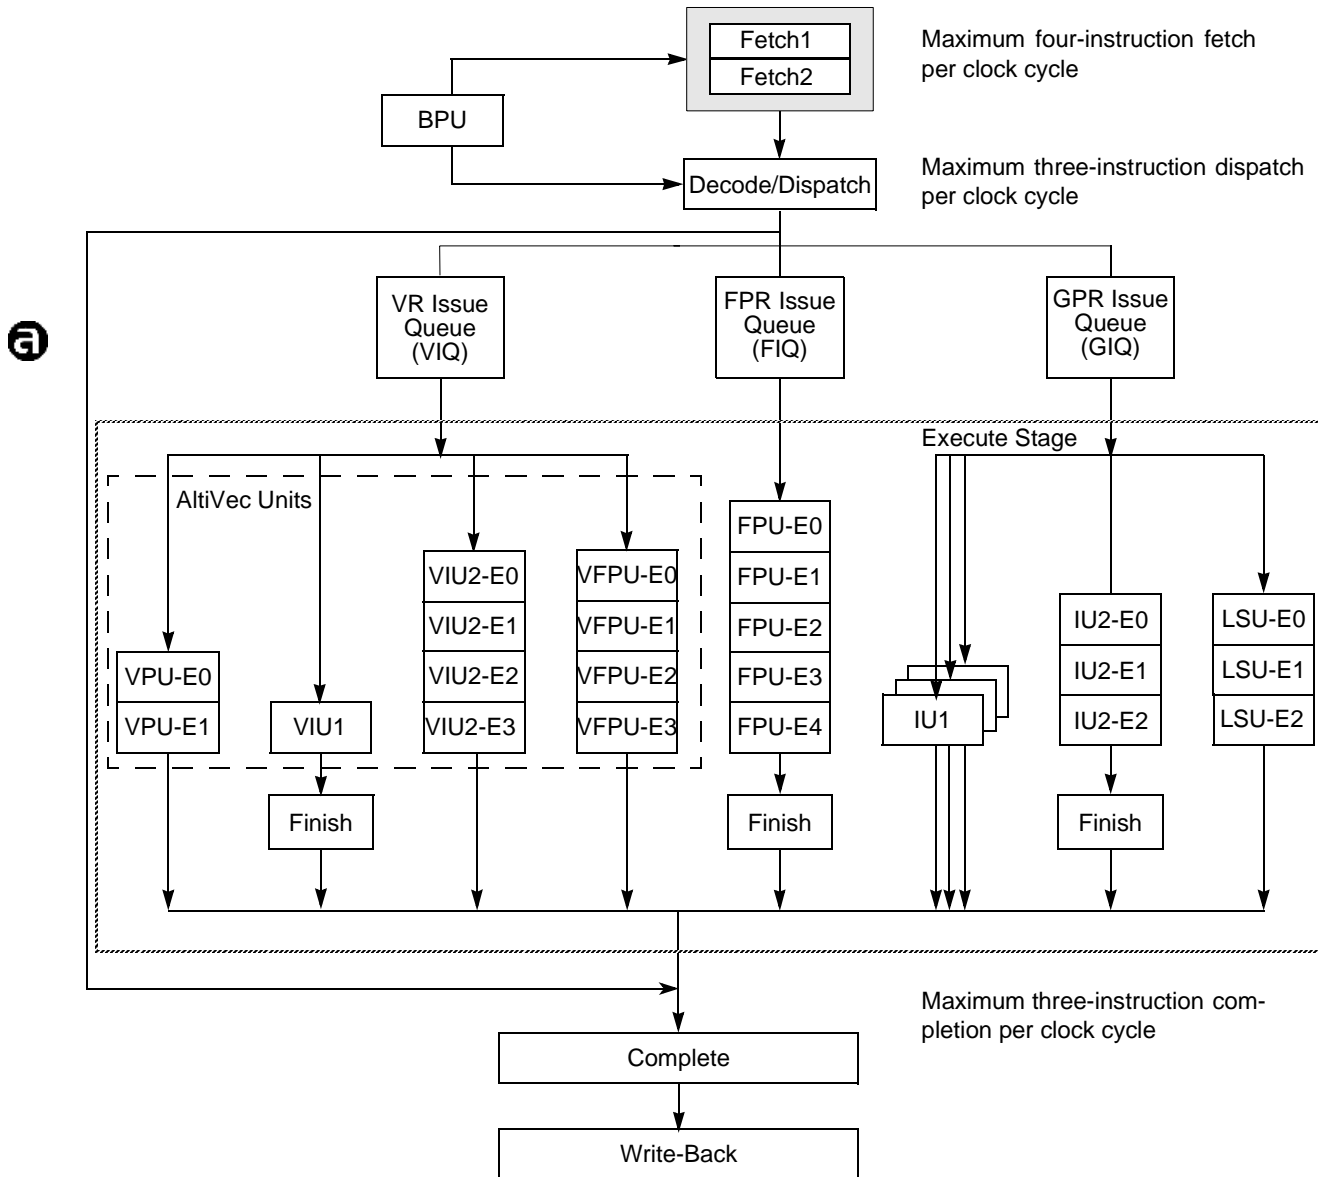 Fetch1
Fetch2
Maximum four-instruction fetch
per clock cycle
BPU
Decode/Dispatch
Maximum three-instruction dispatch
per clock cycle
a
VR Issue
Queue
(VIQ)
FPR Issue
Queue
(FIQ)
GPR Issue
Queue
(GIQ)
Execute Stage
AltiVec Units
VPU-E0
VPU-E1
VIU1
VIU2-E0
VIU2-E1
VIU2-E2
VIU2-E3
VFPU-E0
VFPU-E1
VFPU-E2
VFPU-E3
FPU-E0
FPU-E1
FPU-E2
FPU-E3
FPU-E4
IU1
IU2-E0
IU2-E1
IU2-E2
LSU-E0
LSU-E1
LSU-E2
Finish
Finish
Finish
Maximum three-instruction com-
pletion per clock cycle
Complete
Write-Back